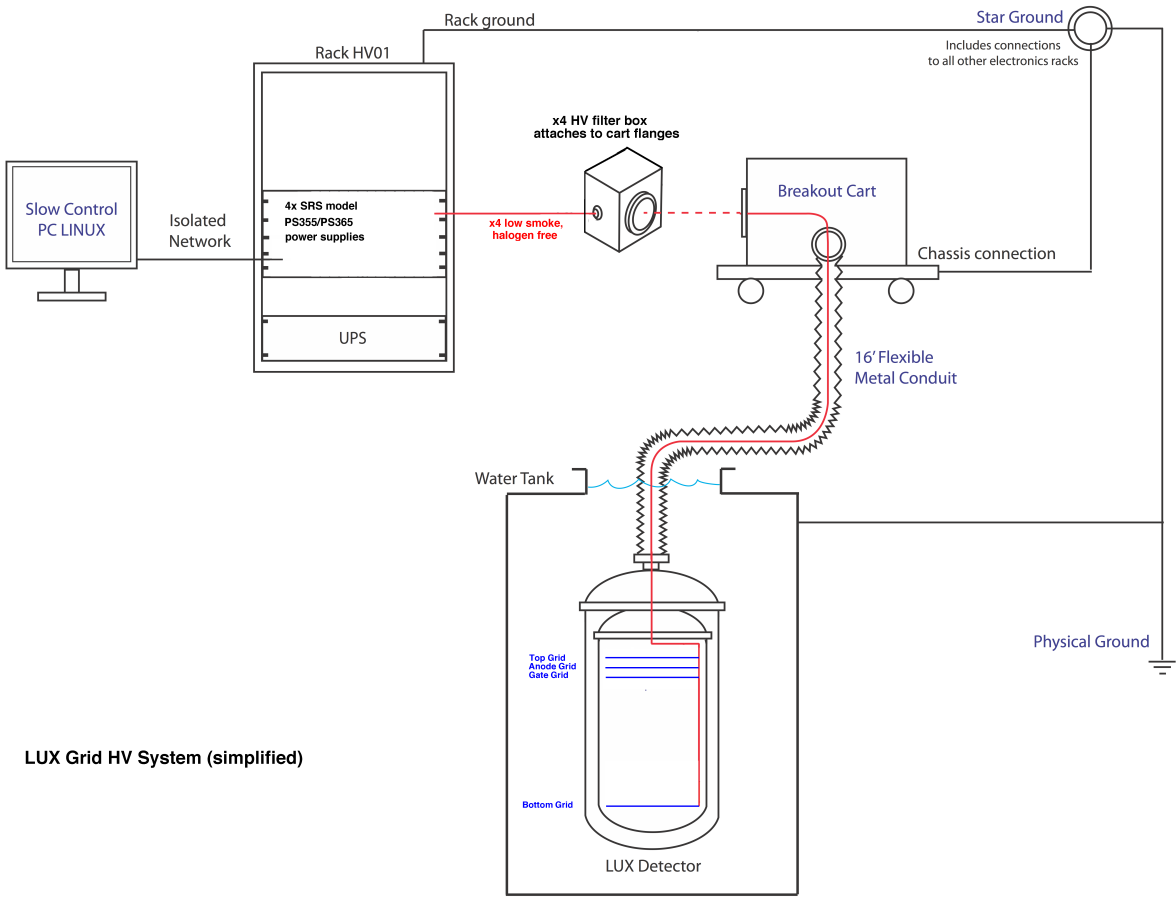 Rack ground
Star Ground
Includes connections
to all other electronics racks
Rack HV01
x4 HV filter box
attaches to cart flanges
Slow Control
PC LINUX
Isolated
Network
4x SRS model
PS355/PS365
power supplies
x4 low smoke,
halogen free
Breakout Cart
Chassis connection
UPS
16’ Flexible
Metal Conduit
Water Tank
Physical Ground
Top Grid
Anode Grid
Gate Grid
LUX Grid HV System (simplified)
Bottom Grid
LUX Detector